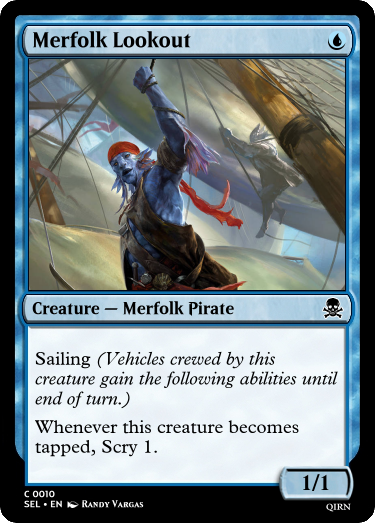 Merfolk Lookout
Creature — Merfolk Pirate
Sailing (Vehicles crewed by this
creature gain the following abilities until
end of turn.)
Whenever this creature becomes
tapped, Scry 1.
1/1
C 0010
SEL • EN Randy Vargas
QIRN